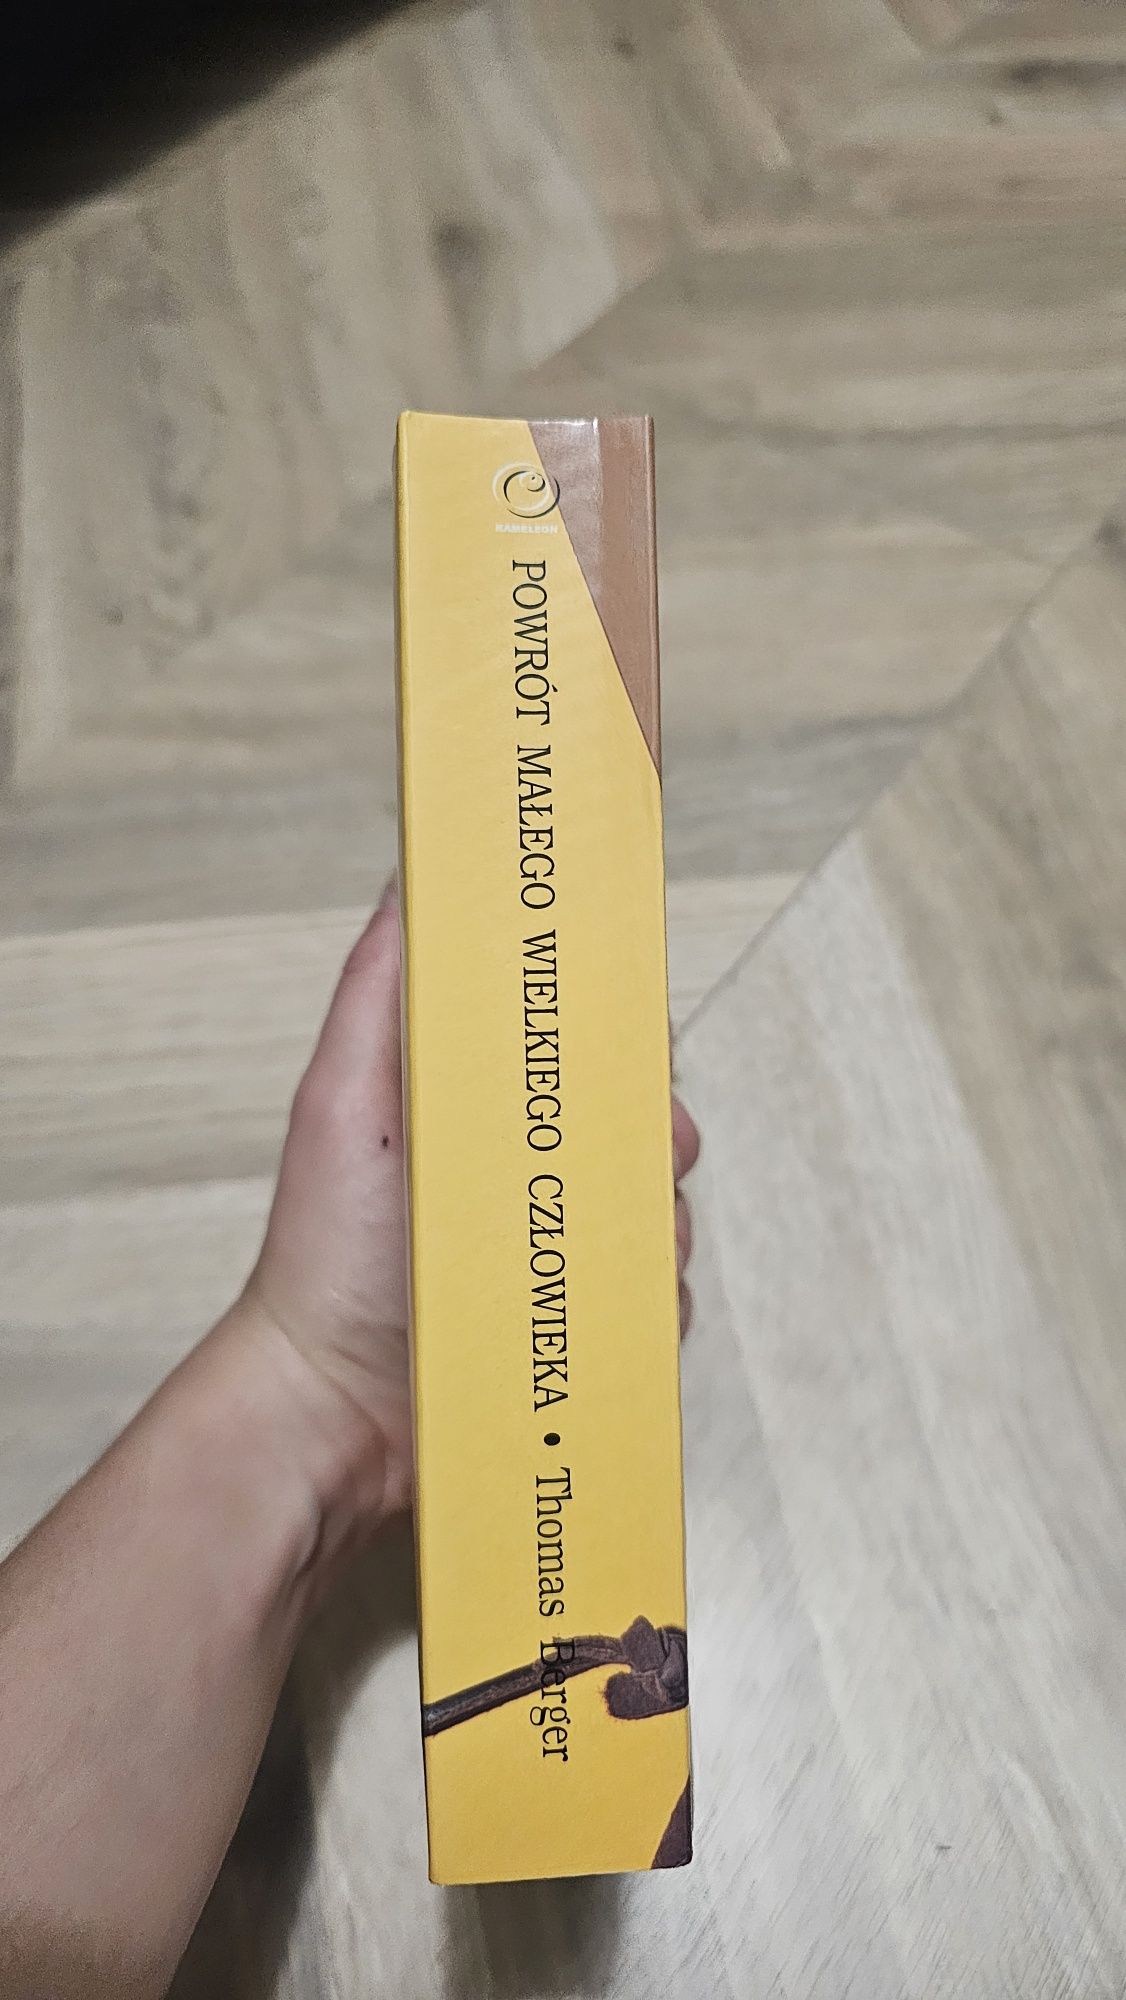 KAMELEON
POWRÓT MAŁEGO WIELKIEGO CZŁOWIEKA • Thomas Berger